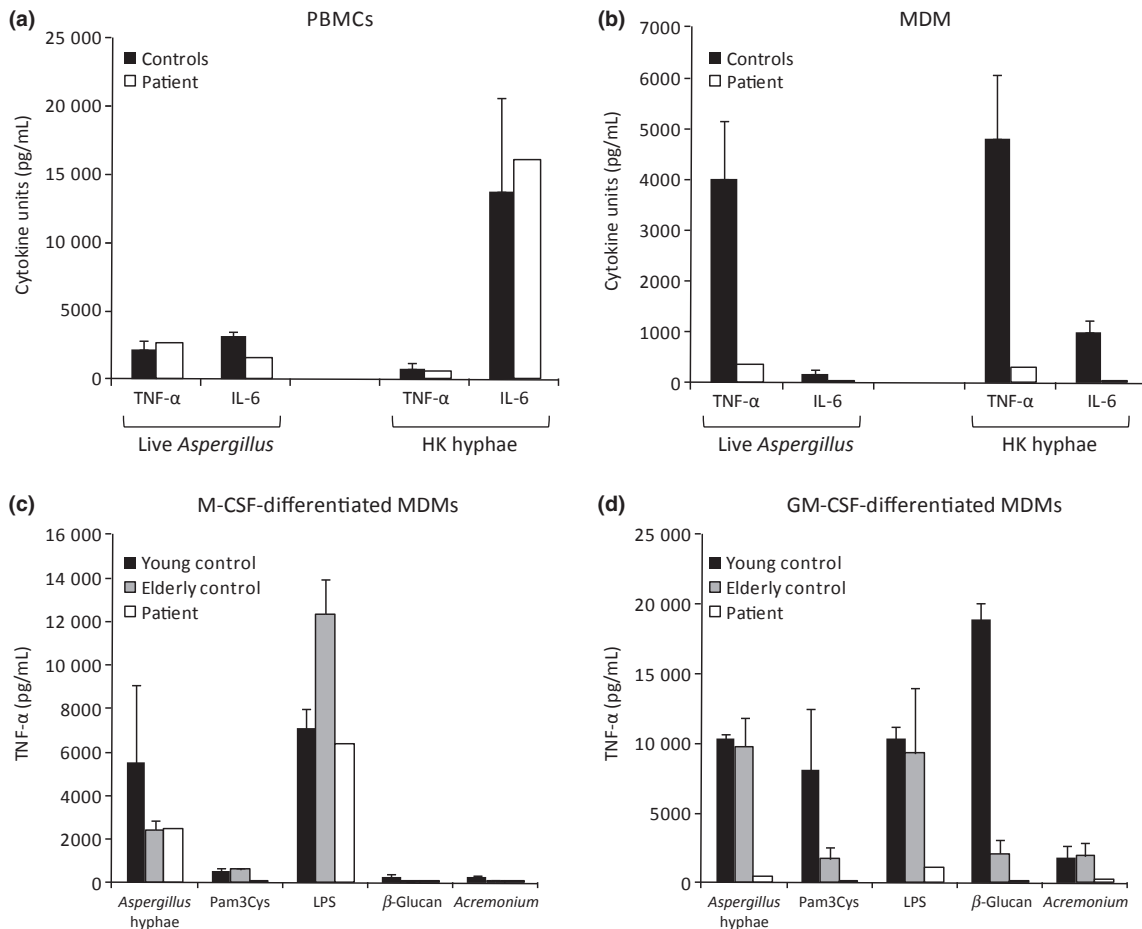 (a)
PBMCs
25 000
20 000
15 000
10 000
5000
0
Cytokine units (pg/mL)
Controls
Patient
TNF-α IL-6 TNF-α IL-6
Live Aspergillus HK hyphae
(b)
MDM
7000
6000
5000
4000
3000
2000
1000
0
Cytokine units (pg/mL)
Controls
Patient
TNF-α IL-6 TNF-α IL-6
Live Aspergillus HK hyphae
(c)
M-CSF-differentiated MDMs
16 000
14 000
12 000
10 000
8000
6000
4000
2000
0
TNF-α (pg/mL)
Young control
Elderly control
Patient
Aspergillus Pam3Cys LPS β-Glucan Acremonium
hyphae
(d)
GM-CSF-differentiated MDMs
25 000
20 000
15 000
10 000
5000
0
TNF-α (pg/mL)
Young control
Elderly control
Patient
Aspergillus Pam3Cys LPS β-Glucan Acremonium
hyphae